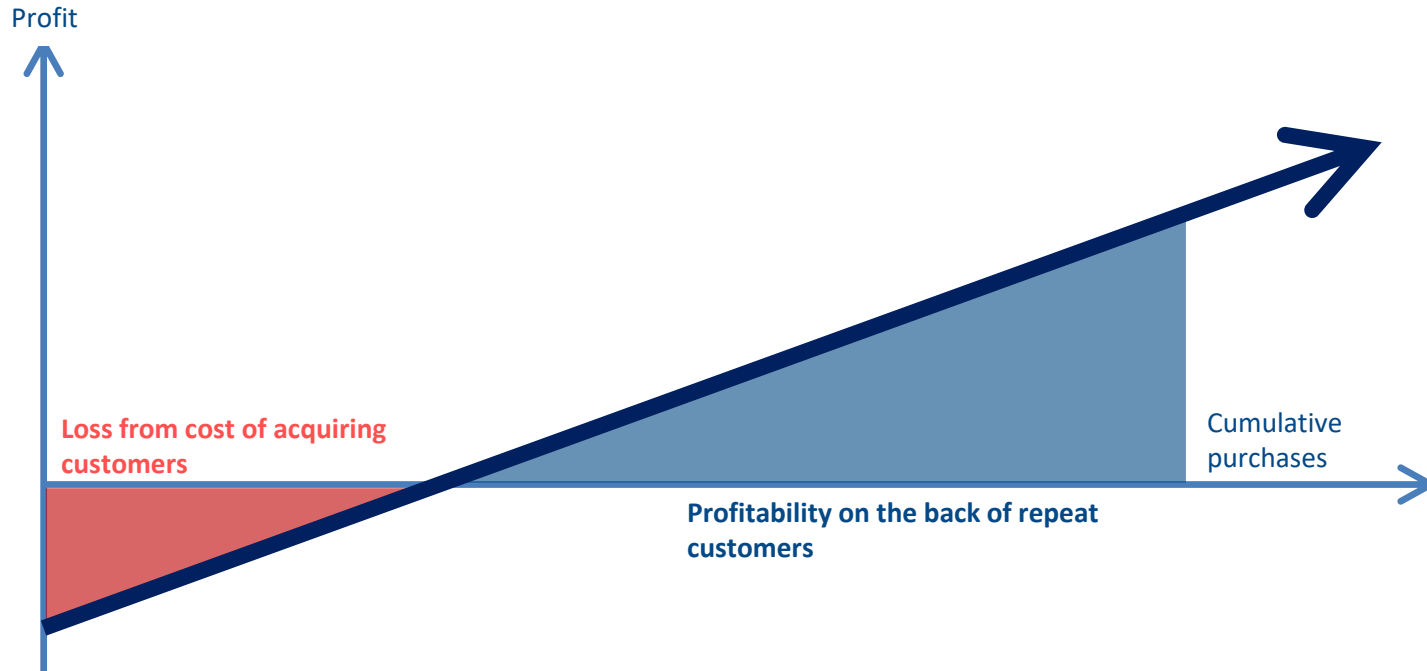 Profit
Loss from cost of acquiring
customers
Cumulative
purchases
Profitability on the back of repeat
customers